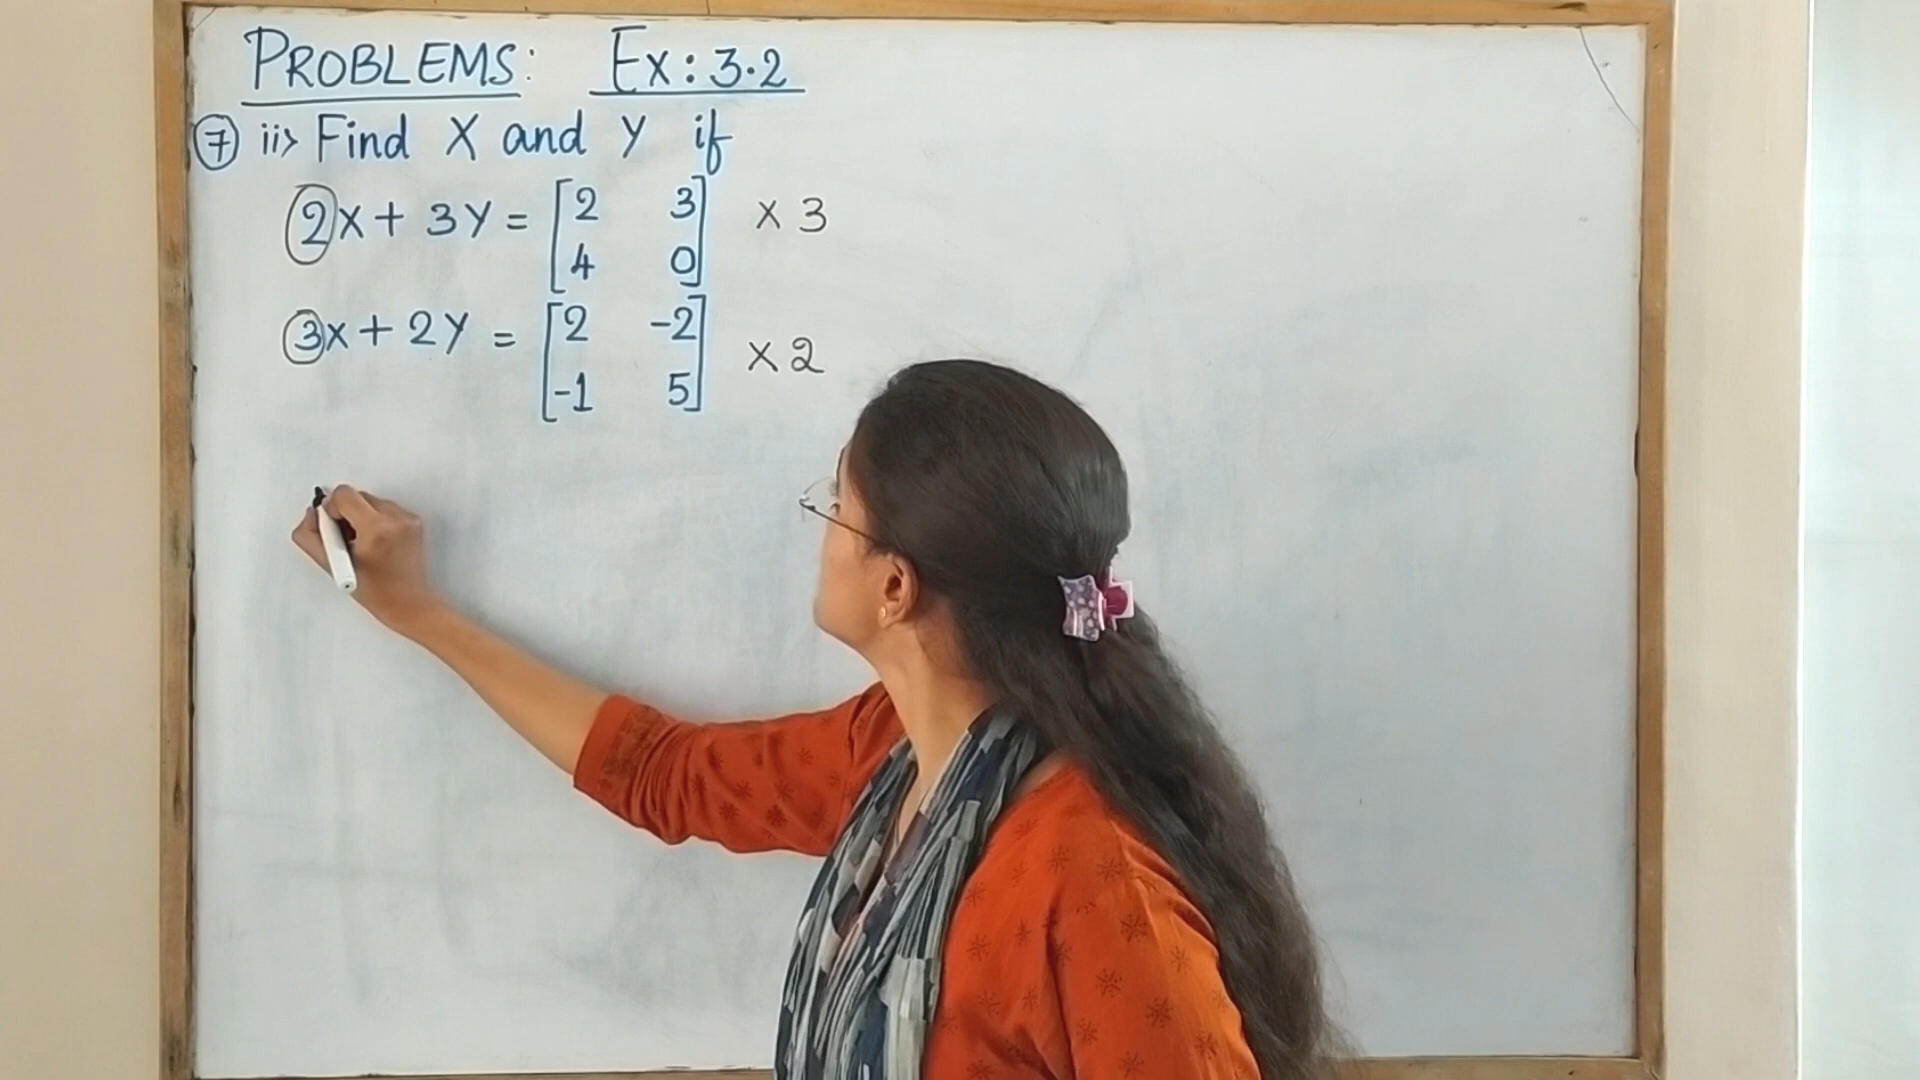 PROBLEMS: Ex: 3.2
⑦ ii> Find X and Y if
2X + 3Y = [2 3] × 3
[4 0]
3X + 2Y = [2 -2] × 2
[-1 5]